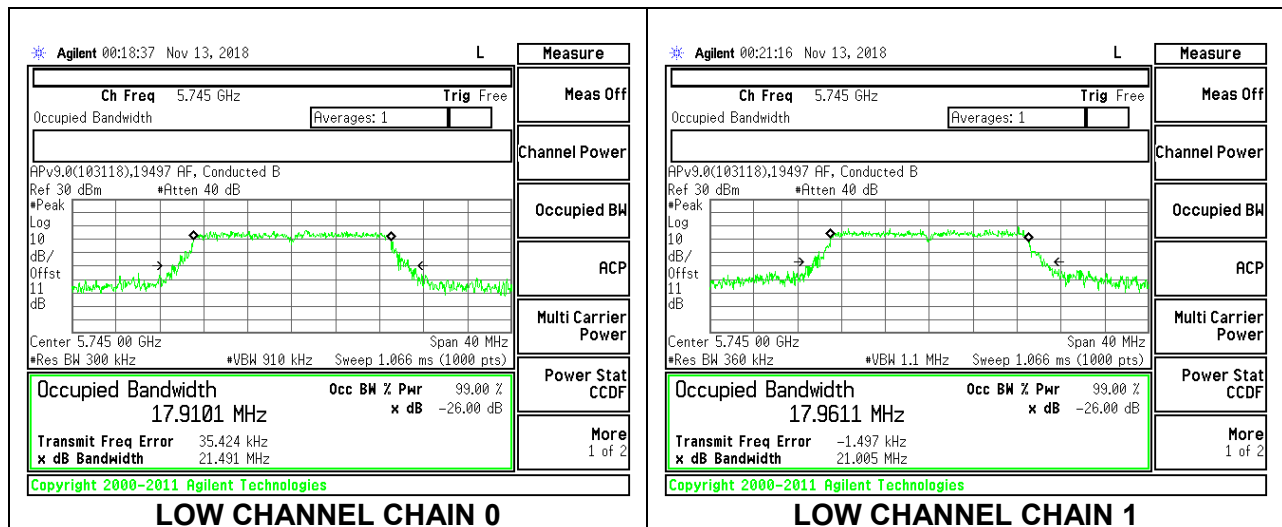 Agilent 00:18:37 Nov 13, 2018 L
Measure
Ch Freq 5.745 GHz Trig Free
Occupied Bandwidth Averages: 1
APv9.0(103118),19497 AF, Conducted B
Ref 30 dBm #Atten 40 dB
#Peak
Log
10
dB/
Offst
11
dB
Center 5.745 00 GHz Span 40 MHz
#Res BW 300 kHz #VBW 910 kHz Sweep 1.066 ms (1000 pts)
Occupied Bandwidth Occ BW % Pwr 99.00 %
17.9101 MHz x dB -26.00 dB
Transmit Freq Error 35.424 kHz
x dB Bandwidth 21.491 MHz
Copyright 2000-2011 Agilent Technologies
Meas Off
Channel Power
Occupied BW
ACP
Multi Carrier
Power
Power Stat
CCDF
More
1 of 2
LOW CHANNEL CHAIN 0
Agilent 00:21:16 Nov 13, 2018 L
Measure
Ch Freq 5.745 GHz Trig Free
Occupied Bandwidth Averages: 1
APv9.0(103118),19497 AF, Conducted B
Ref 30 dBm #Atten 40 dB
#Peak
Log
10
dB/
Offst
11
dB
Center 5.745 00 GHz Span 40 MHz
#Res BW 360 kHz #VBW 1.1 MHz Sweep 1.066 ms (1000 pts)
Occupied Bandwidth Occ BW % Pwr 99.00 %
17.9611 MHz x dB -26.00 dB
Transmit Freq Error -1.497 kHz
x dB Bandwidth 21.005 MHz
Copyright 2000-2011 Agilent Technologies
Meas Off
Channel Power
Occupied BW
ACP
Multi Carrier
Power
Power Stat
CCDF
More
1 of 2
LOW CHANNEL CHAIN 1